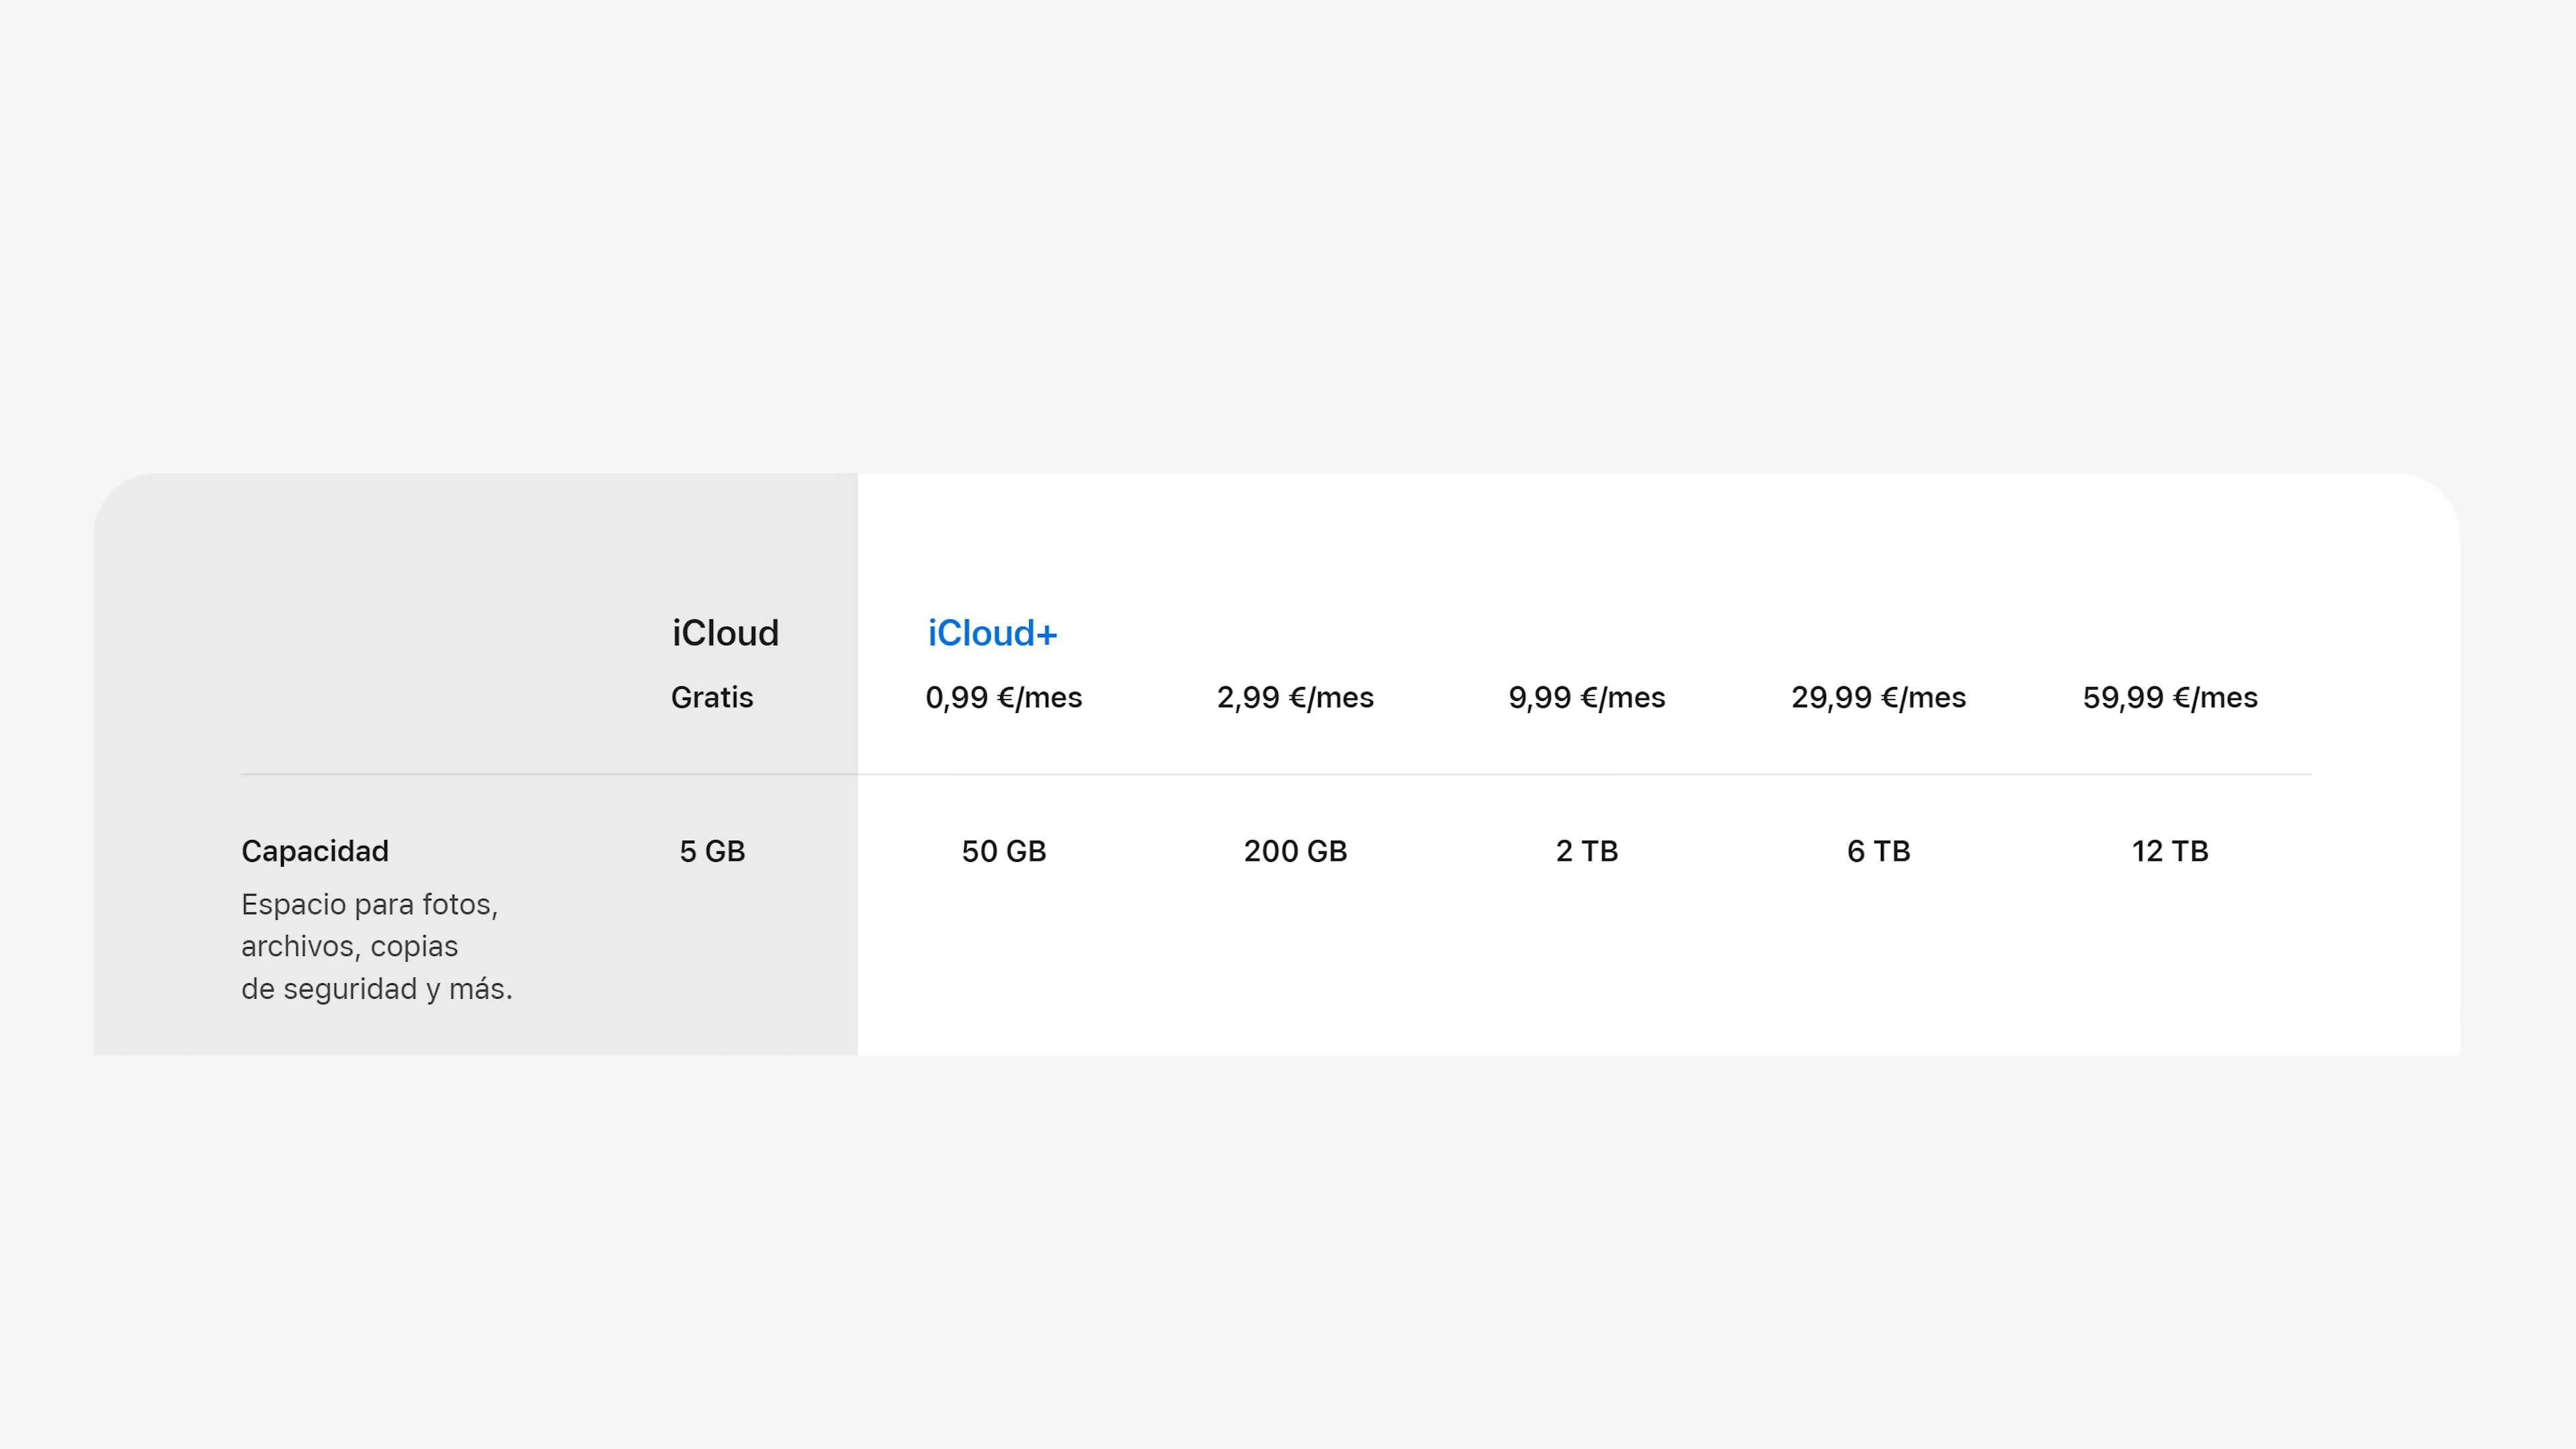 iCloud iCloud+
Gratis 0,99 €/mes 2,99 €/mes 9,99 €/mes 29,99 €/mes 59,99 €/mes
Capacidad 5 GB 50 GB 200 GB 2 TB 6 TB 12 TB
Espacio para fotos,
archivos, copias
de seguridad y más.